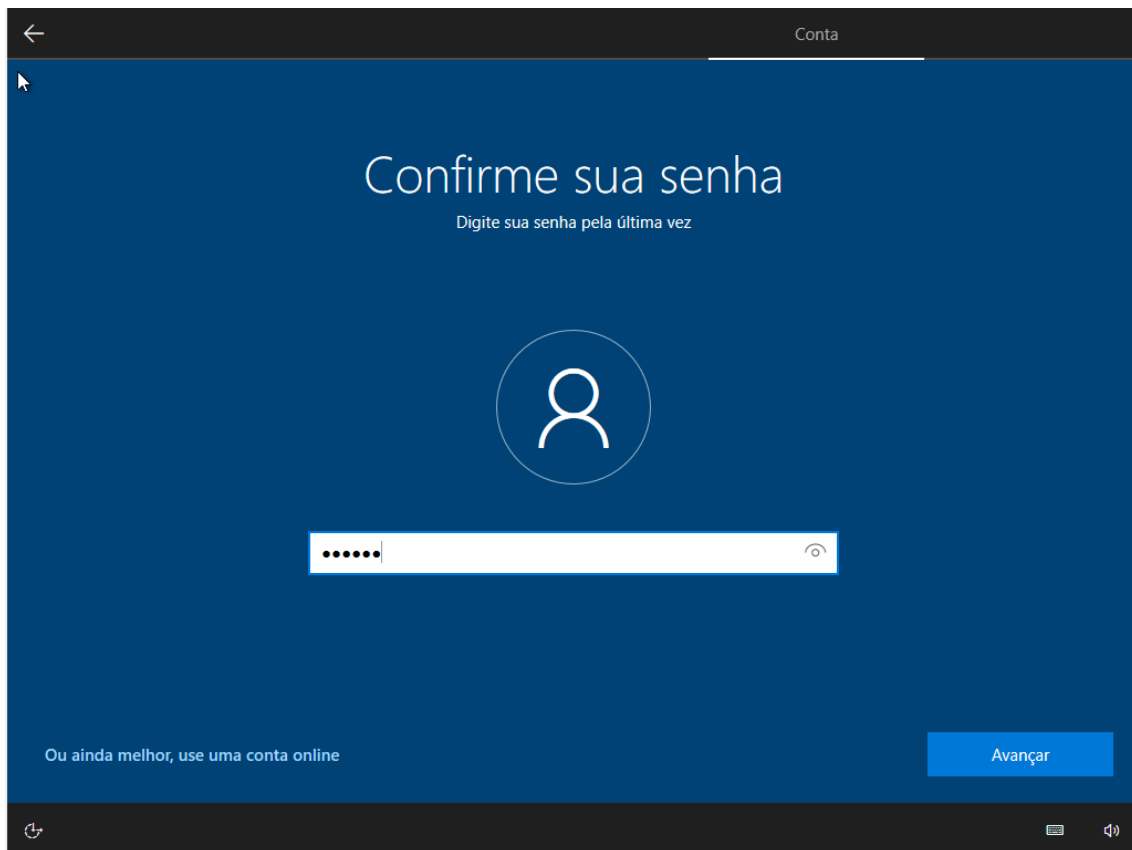 Conta
Confirme sua senha
Digite sua senha pela última vez
Ou ainda melhor, use uma conta online
Avançar